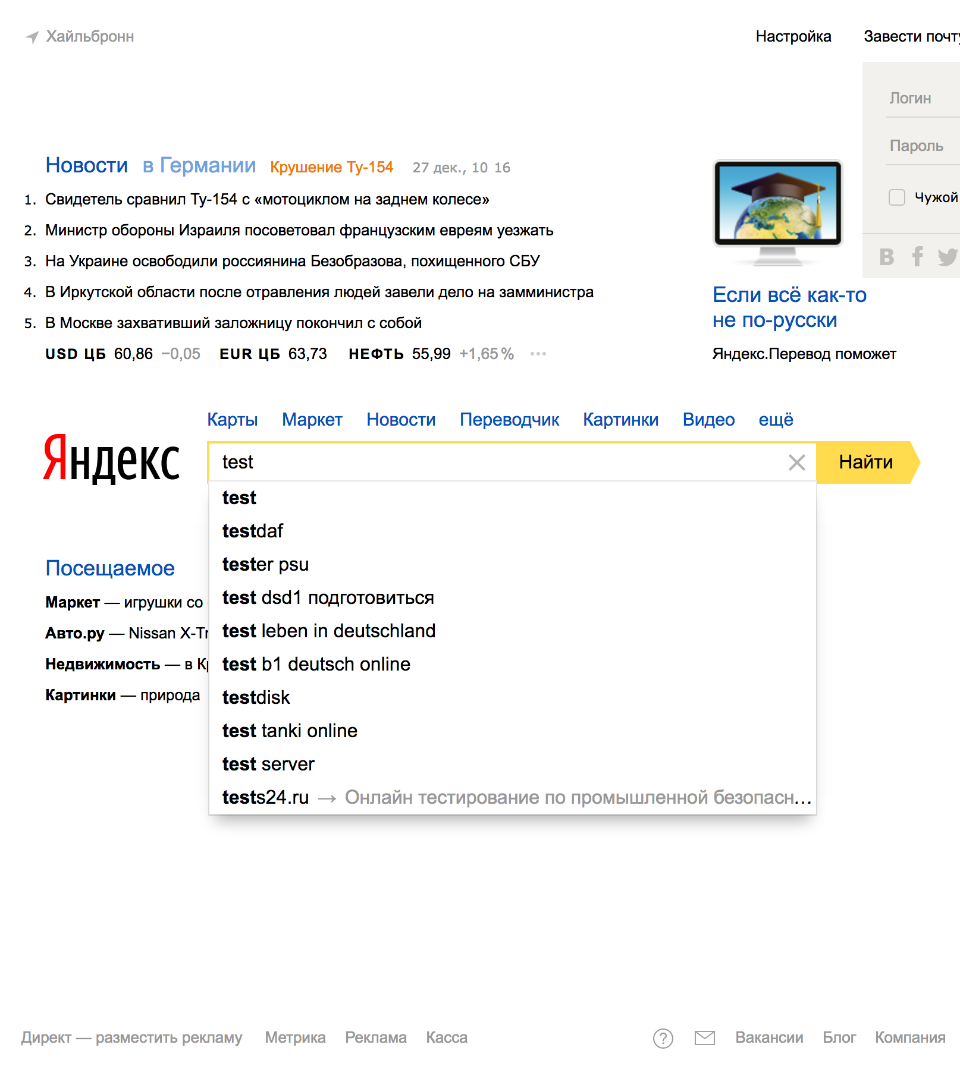 Хайльбронн
Настройка Завести почту
Логин
Пароль
Чужой
Новости в Германии Крушение Ту-154 27 дек., 10 16
1. Свидетель сравнил Ту-154 с «мотоциклом на заднем колесе»
2. Министр обороны Израиля посоветовал французским евреям уезжать
3. На Украине освободили россиянина Безобразова, похищенного СБУ
4. В Иркутской области после отравления людей завели дело на замминистра
5. В Москве захвативший заложницу покончил с собой
USD ЦБ 60,86 −0,05 EUR ЦБ 63,73 НЕФТЬ 55,99 +1,65% •••
Если всё как-то
не по-русски
Яндекс.Перевод поможет
Карты Маркет Новости Переводчик Картинки Видео ещё
Яндекс
test
Найти
test
testdaf
tester psu
test dsd1 подготовиться
test leben in deutschland
test b1 deutsch online
testdisk
test tanki online
test server
tests24.ru → Онлайн тестирование по промышленной безопасн...
Посещаемое
Маркет — игрушки со
Авто.ру — Nissan X-Tr
Недвижимость — в Кр
Картинки — природа
Директ — разместить рекламу Метрика Реклама Касса
? Вакансии Блог Компания